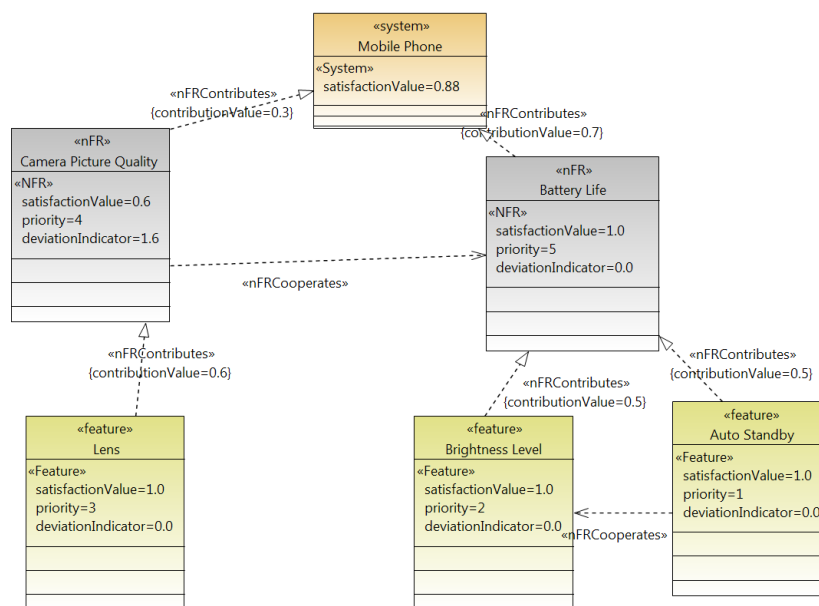 «system»
Mobile Phone
«System»
satisfactionValue=0.88
«nFRContributes»
{contributionValue=0.3}
«nFRContributes»
{contributionValue=0.7}
«nFR»
Camera Picture Quality
«NFR»
satisfactionValue=0.6
priority=4
deviationIndicator=1.6
«nFR»
Battery Life
«NFR»
satisfactionValue=1.0
priority=5
deviationIndicator=0.0
«nFRCooperates»
«nFRContributes»
{contributionValue=0.6}
«nFRContributes»
{contributionValue=0.5}
«nFRContributes»
{contributionValue=0.5}
«feature»
Lens
«Feature»
satisfactionValue=1.0
priority=3
deviationIndicator=0.0
«feature»
Brightness Level
«Feature»
satisfactionValue=1.0
priority=2
deviationIndicator=0.0
«feature»
Auto Standby
«Feature»
satisfactionValue=1.0
priority=1
deviationIndicator=0.0
«nFRCooperates»